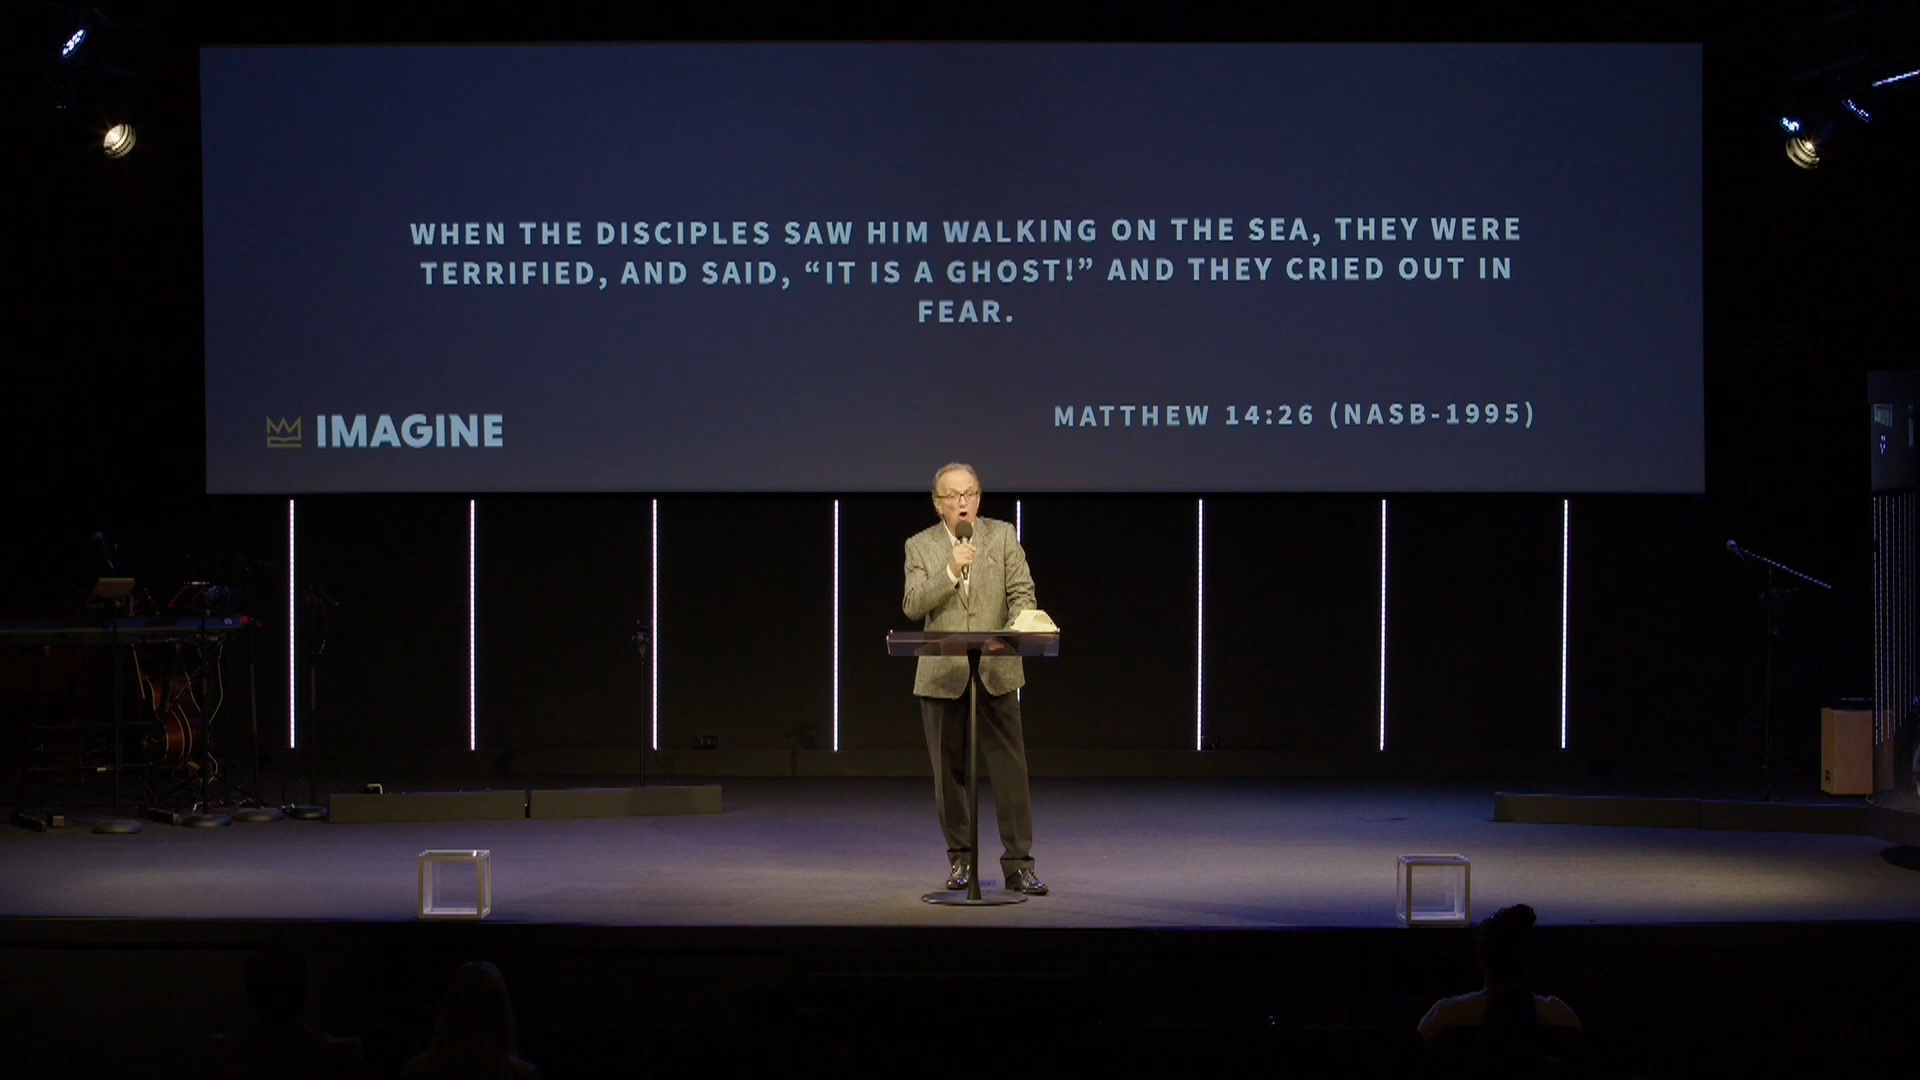 WHEN THE DISCIPLES SAW HIM WALKING ON THE SEA, THEY WERE
TERRIFIED, AND SAID, “IT IS A GHOST!” AND THEY CRIED OUT IN
FEAR.
MATTHEW 14:26 (NASB-1995)
IMAGINE